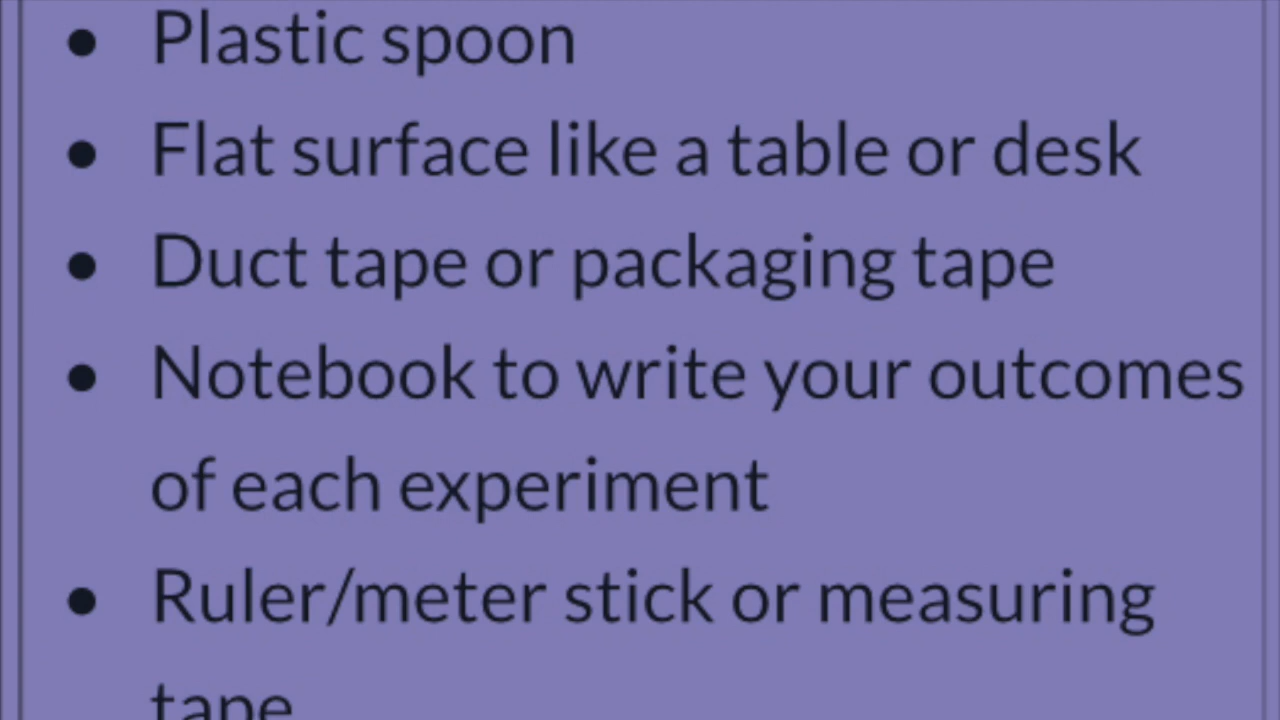 • Plastic spoon
• Flat surface like a table or desk
• Duct tape or packaging tape
• Notebook to write your outcomes
of each experiment
• Ruler/meter stick or measuring
tape